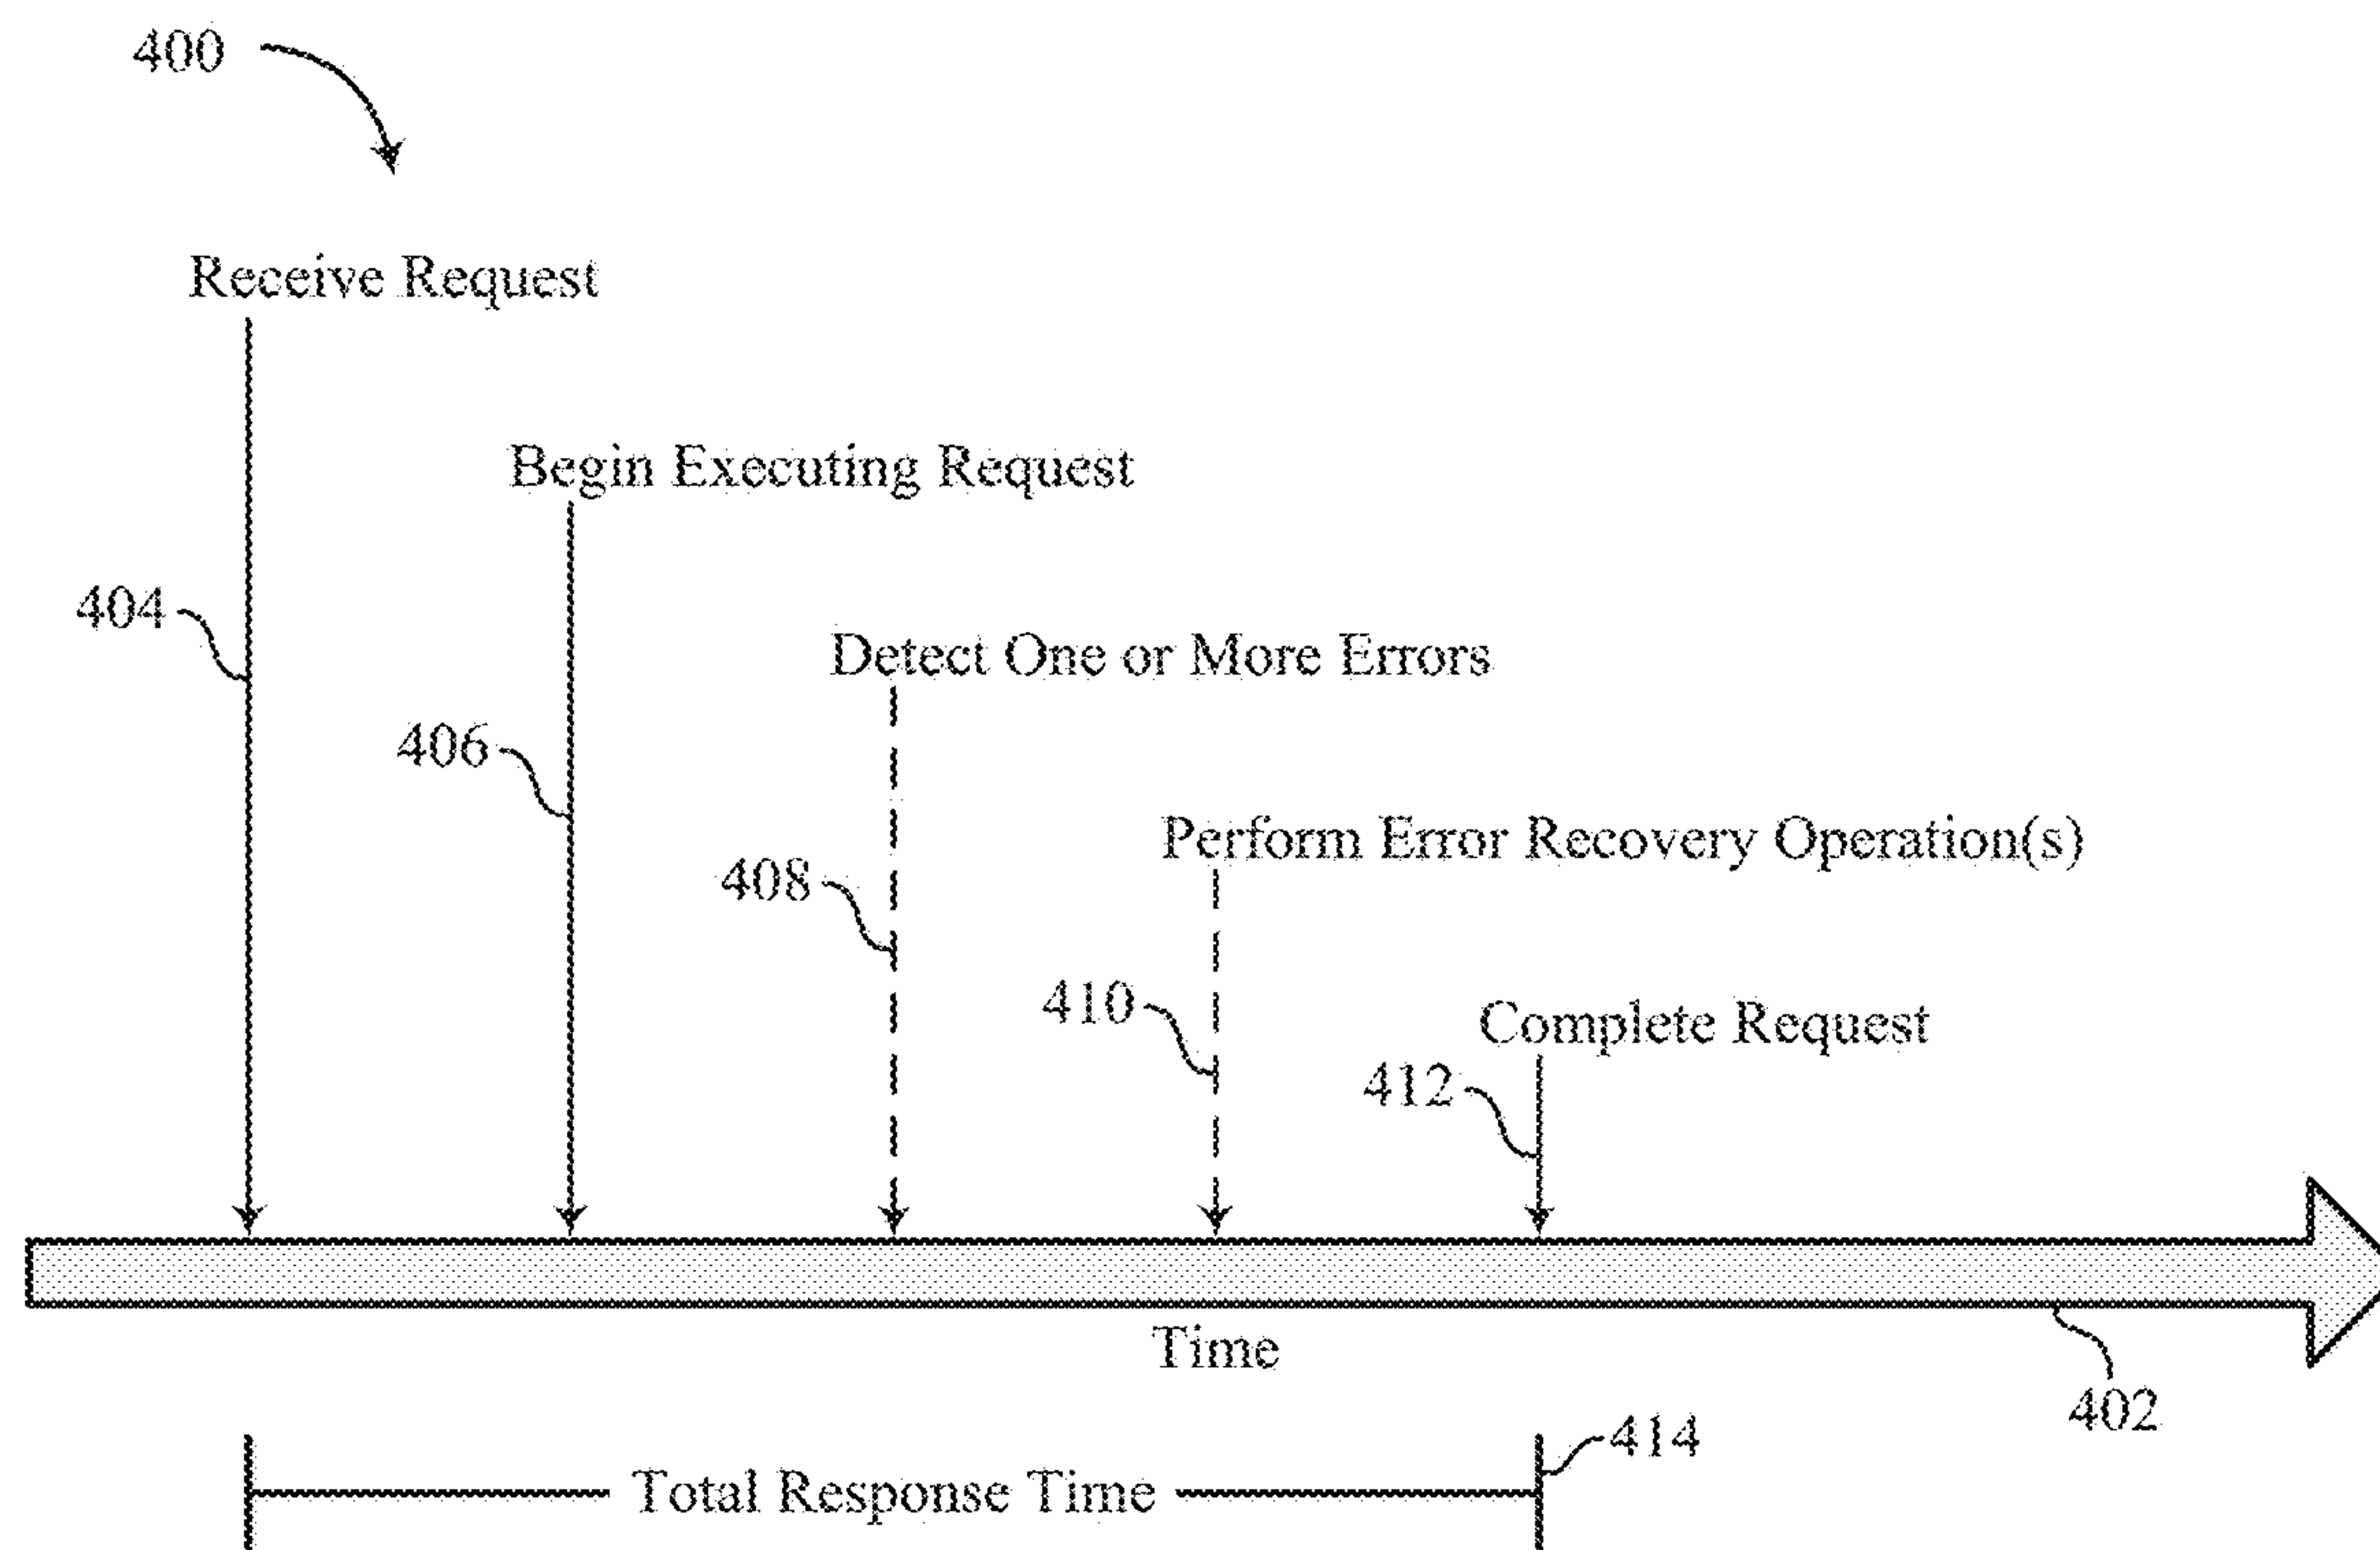 400
Receive Request
Begin Executing Request
404
Detect One or More Errors
406
Perform Error Recovery Operation(s)
408
410
Complete Request
412
Time
402
414
Total Response Time